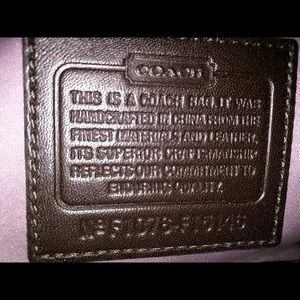 COACH
THIS IS A COACH BAG. IT WAS
HANDCRAFTED IN CHINA FROM THE
FINEST MATERIALS AND LEATHER.
ITS SUPERIOR CRAFTSMANSHIP
REFLECTS OUR COMMITMENT TO
ENDURING QUALITY.